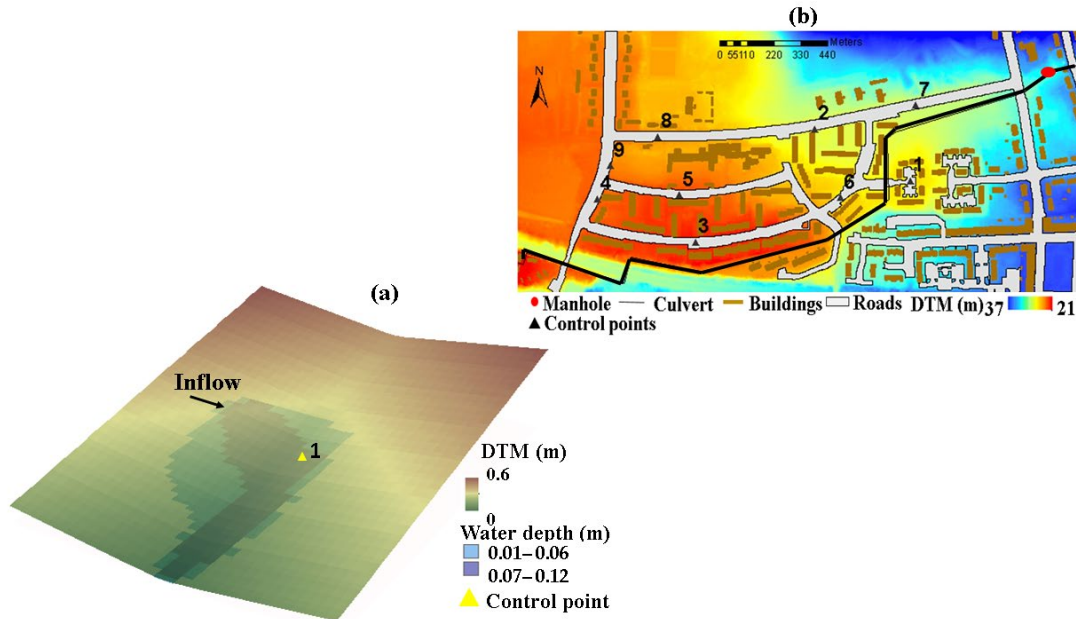 (b)
Meters
0 55 110 220 330 440
N
7
2
8
9
1
5
6
4
3
Manhole Culvert Buildings Roads DTM (m) 37 21
Control points
(a)
Inflow
1
DTM (m)
0.6
0
Water depth (m)
0.01–0.06
0.07–0.12
Control point